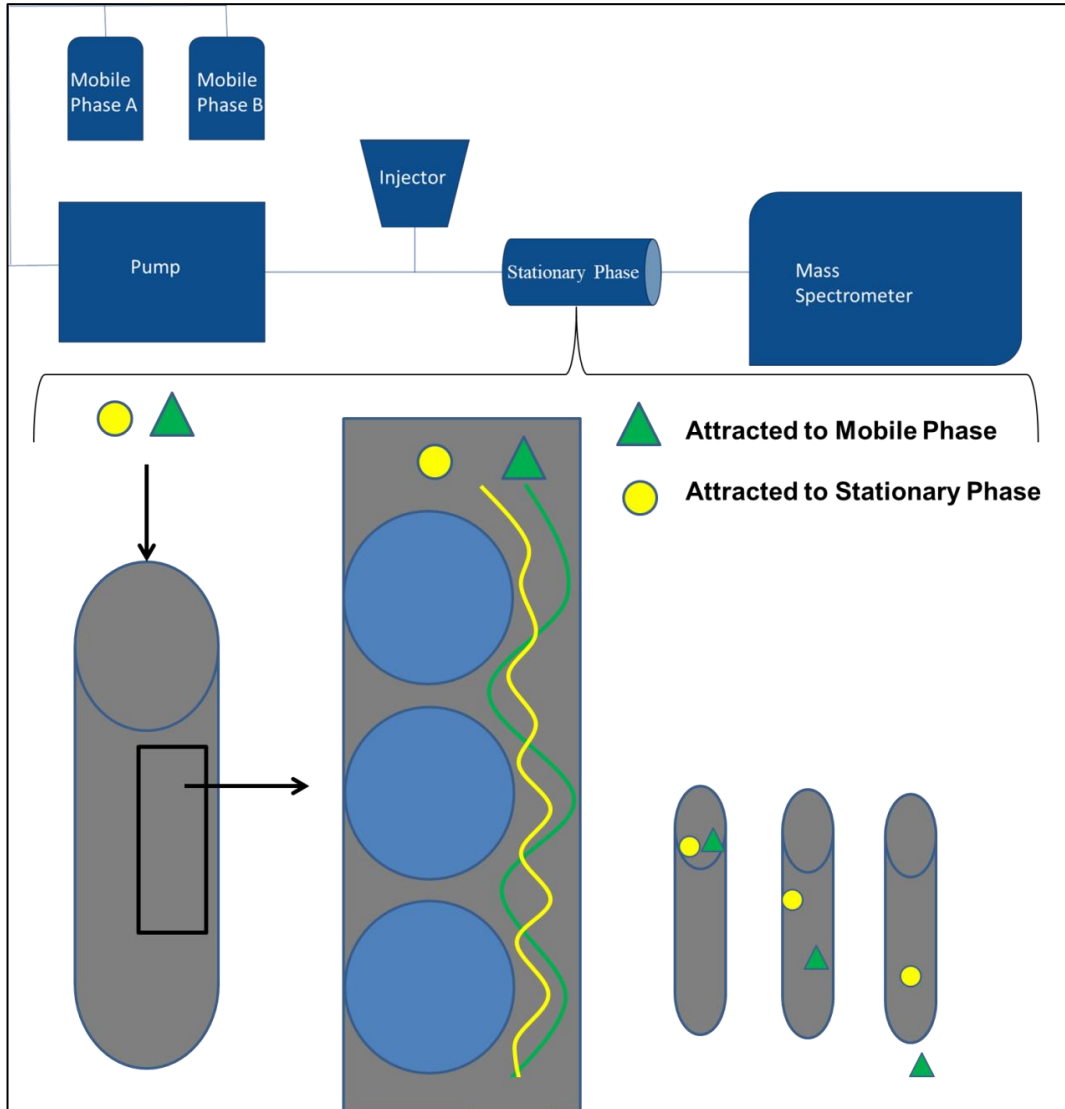 Mobile
Phase A
Mobile
Phase B
Injector
Pump
Stationary Phase
Mass
Spectrometer
Attracted to Mobile Phase
Attracted to Stationary Phase